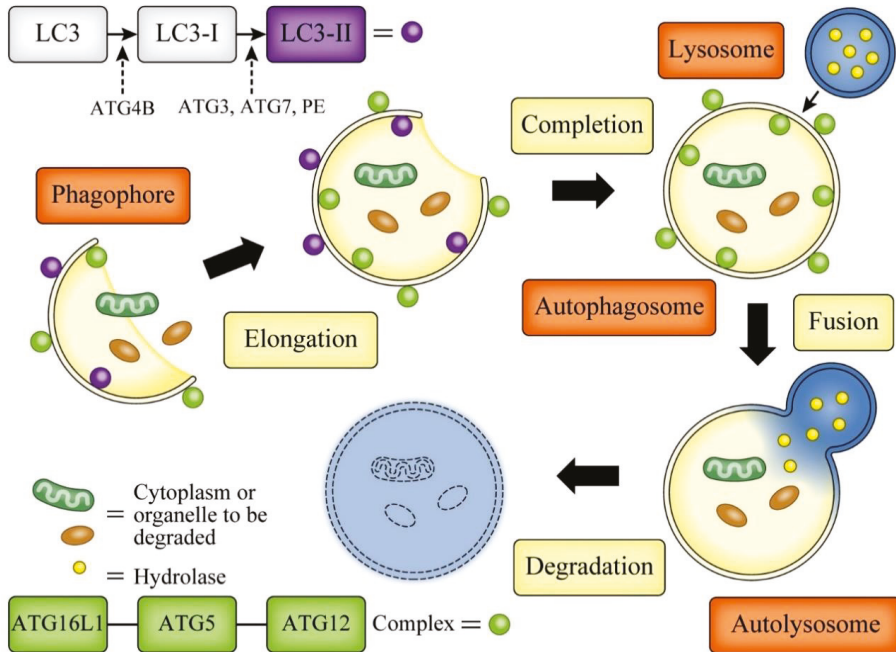 LC3
LC3-I
LC3-II
=
ATG4B
ATG3, ATG7, PE
Lysosome
Completion
Phagophore
Elongation
Autophagosome
Fusion
= Cytoplasm or
organelle to be
degraded
= Hydrolase
Degradation
Autolysosome
ATG16L1
ATG5
ATG12
Complex =